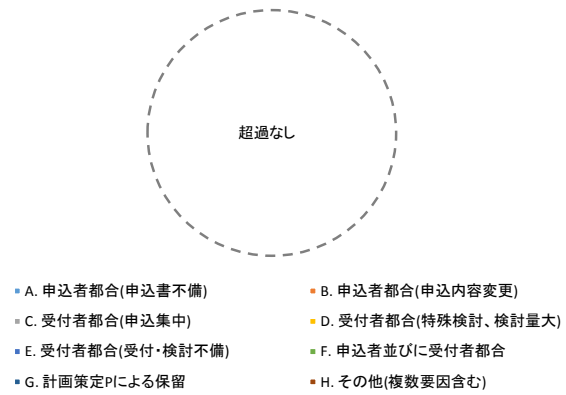 超過なし
A. 申込者都合(申込書不備)
B. 申込者都合(申込内容変更)
C. 受付者都合(申込集中)
D. 受付者都合(特殊検討、検討量大)
E. 受付者都合(受付・検討不備)
F. 申込者並びに受付者都合
G. 計画策定Pによる保留
H. その他(複数要因含む)